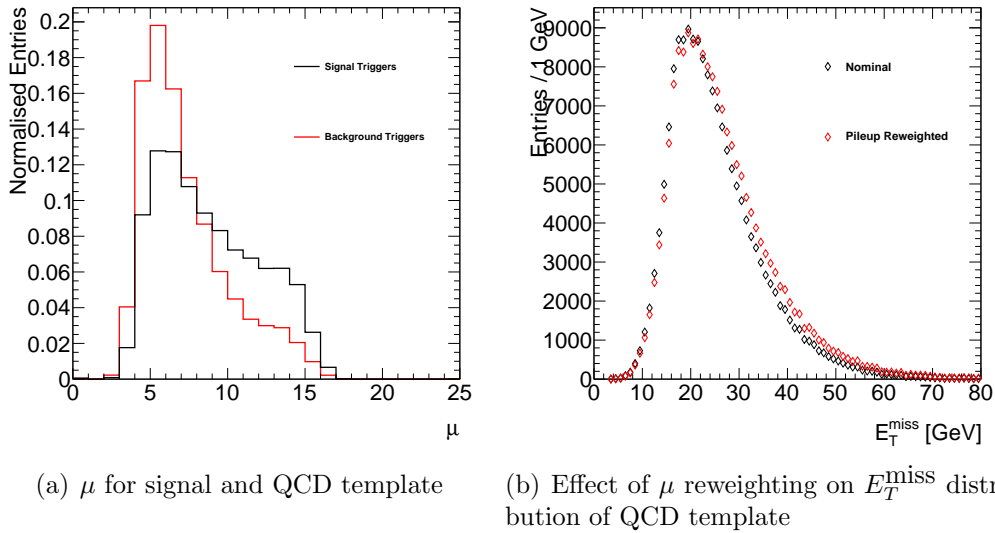 Normalised Entries
0.2
0.18
0.16
0.14
0.12
0.1
0.08
0.06
0.04
0.02
0
Signal Triggers
Background Triggers
0 5 10 15 20 25
μ
Entries / 1 GeV
9000
8000
7000
6000
5000
4000
3000
2000
1000
0
Nominal
Pileup Reweighted
0 10 20 30 40 50 60 70 80
E_T^miss [GeV]
(a) μ for signal and QCD template
(b) Effect of μ reweighting on E_T^miss distri
bution of QCD template